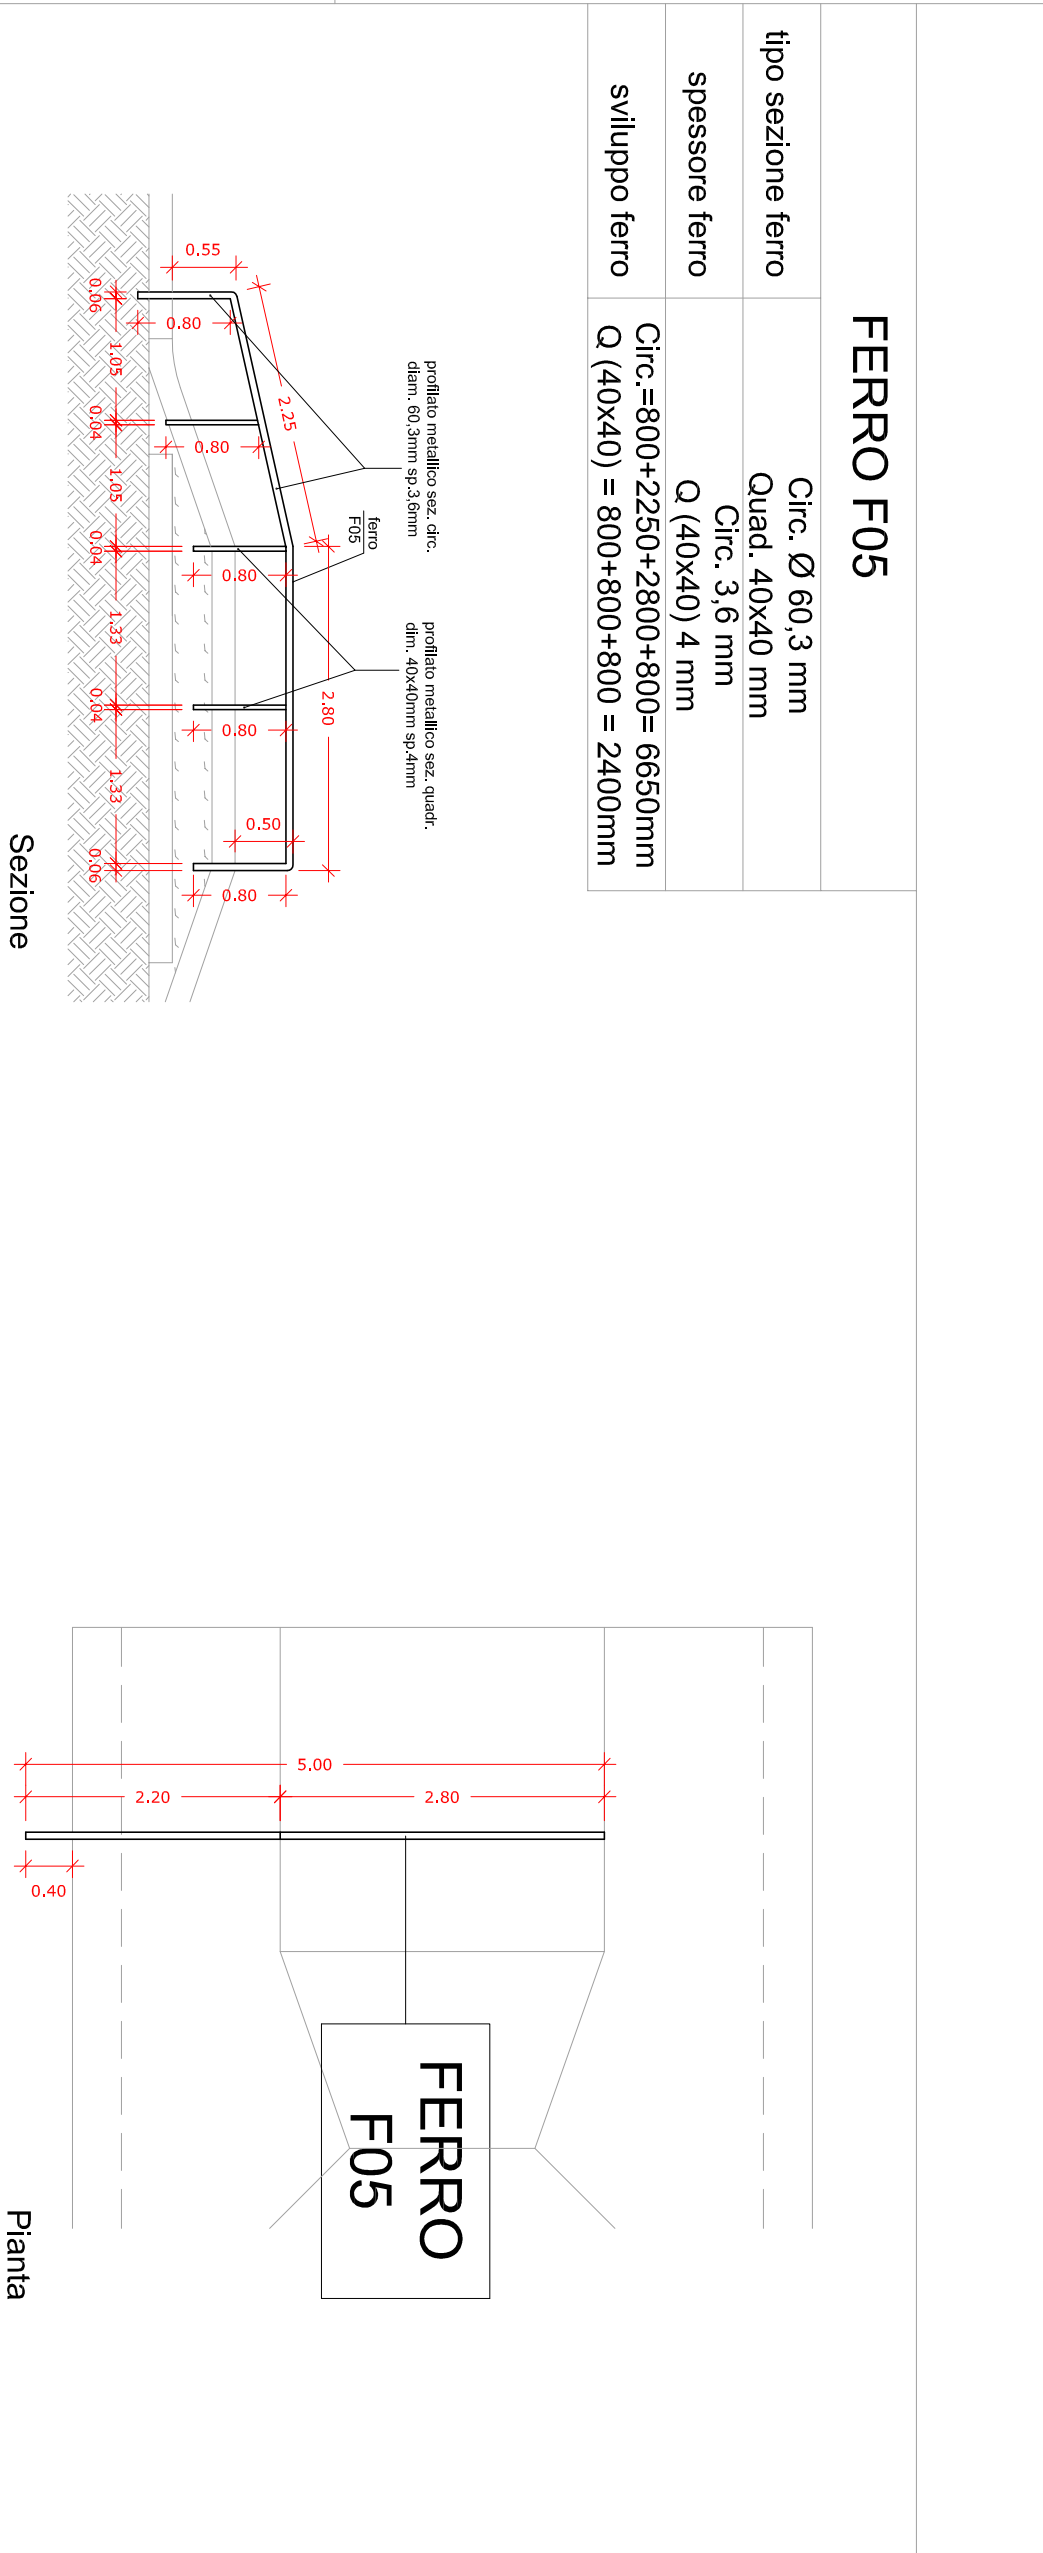 FERRO F05
tipo sezione ferro
Circ. Ø 60,3 mm
Quad. 40x40 mm
spessore ferro
Circ. 3,6 mm
Q (40x40) 4 mm
sviluppo ferro
Circ.=800+2250+2800+800= 6650mm
Q (40x40) = 800+800+800 = 2400mm
profilato metallico sez. circ.
diam. 60,3mm sp.3,6mm
profilato metallico sez. quadr.
dim. 40x40mm sp.4mm
ferro
F05
2.25
2.80
0.55
0.50
0.80
0.80
0.80
0.80
0.80
0.06
1.05
0.04
1.05
0.04
1.33
0.04
1.33
0.06
Sezione
5.00
2.20
2.80
0.40
FERRO
F05
Pianta